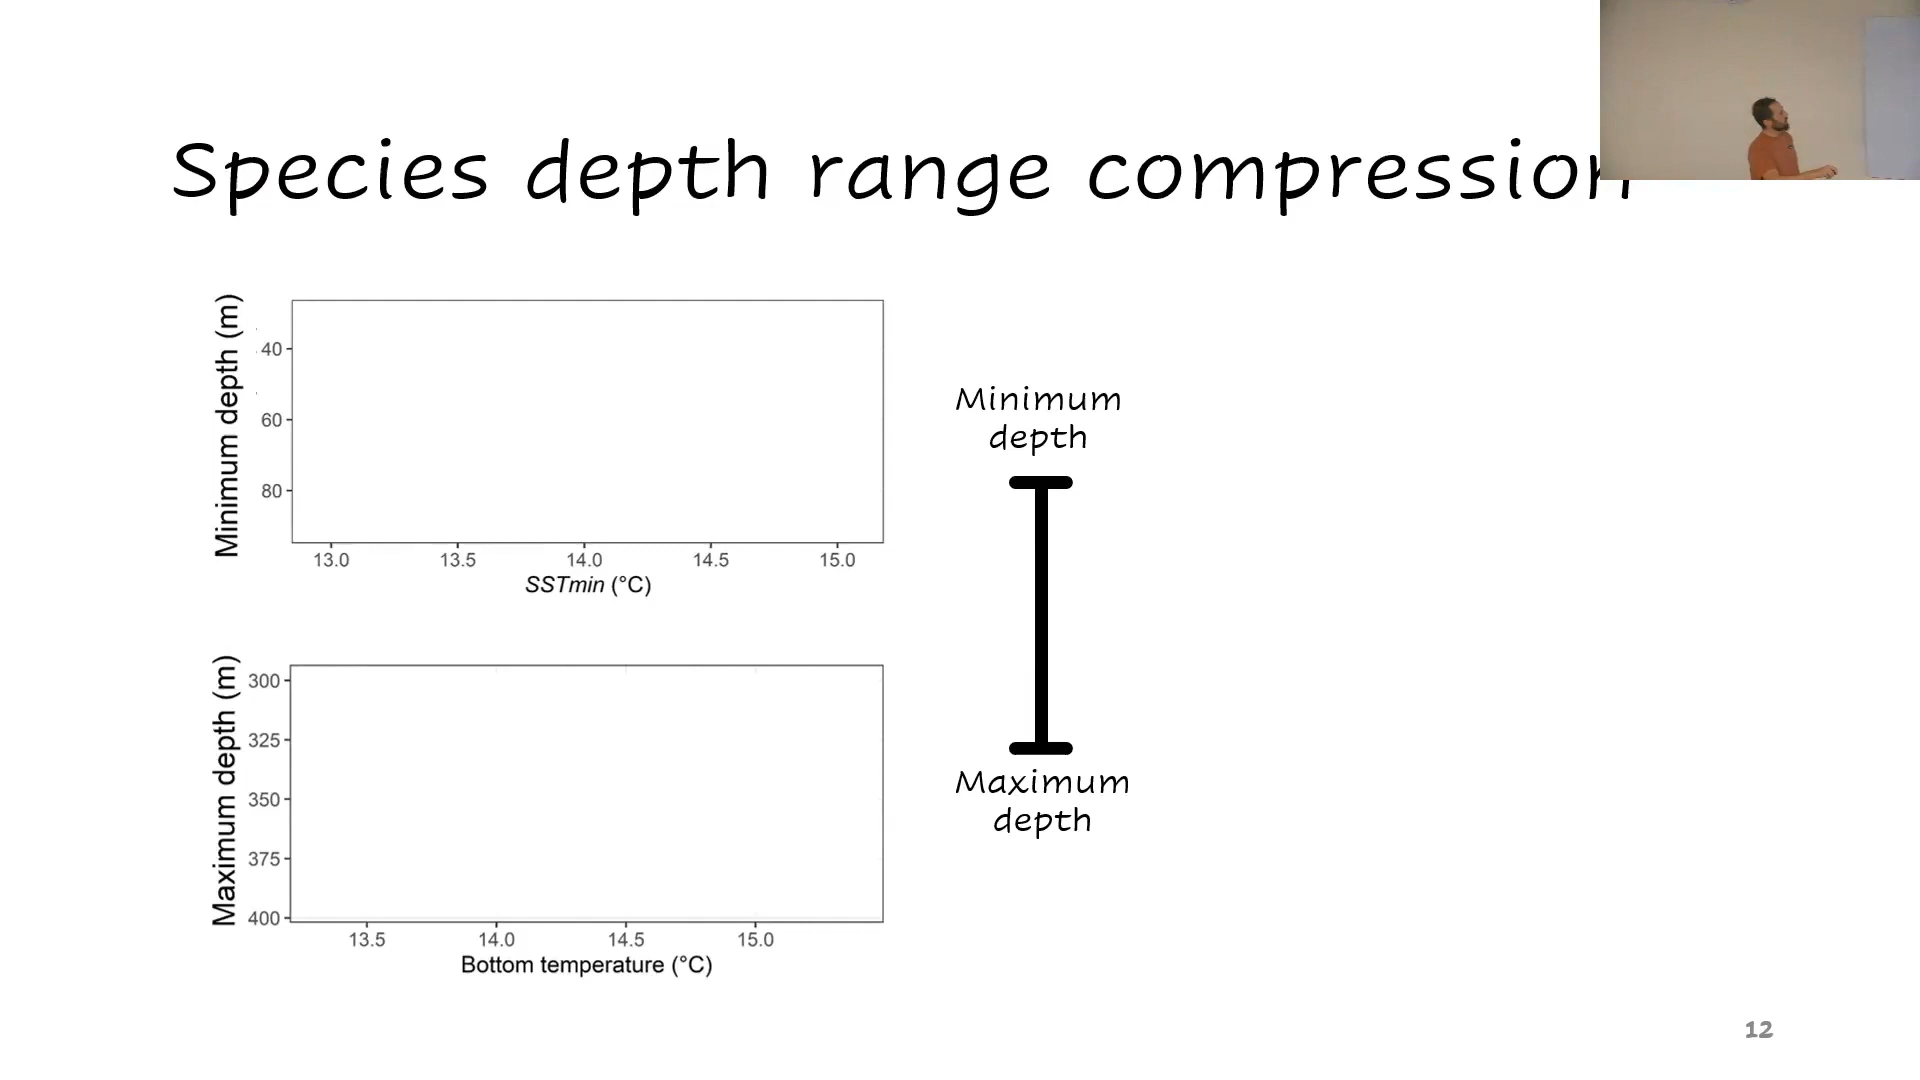 Species depth range compression
Minimum depth (m)
40
60
80
13.0 13.5 14.0 14.5 15.0
SSTmin (°C)
Minimum
depth
Maximum
depth
Maximum depth (m)
300
325
350
375
400
13.5 14.0 14.5 15.0
Bottom temperature (°C)
12